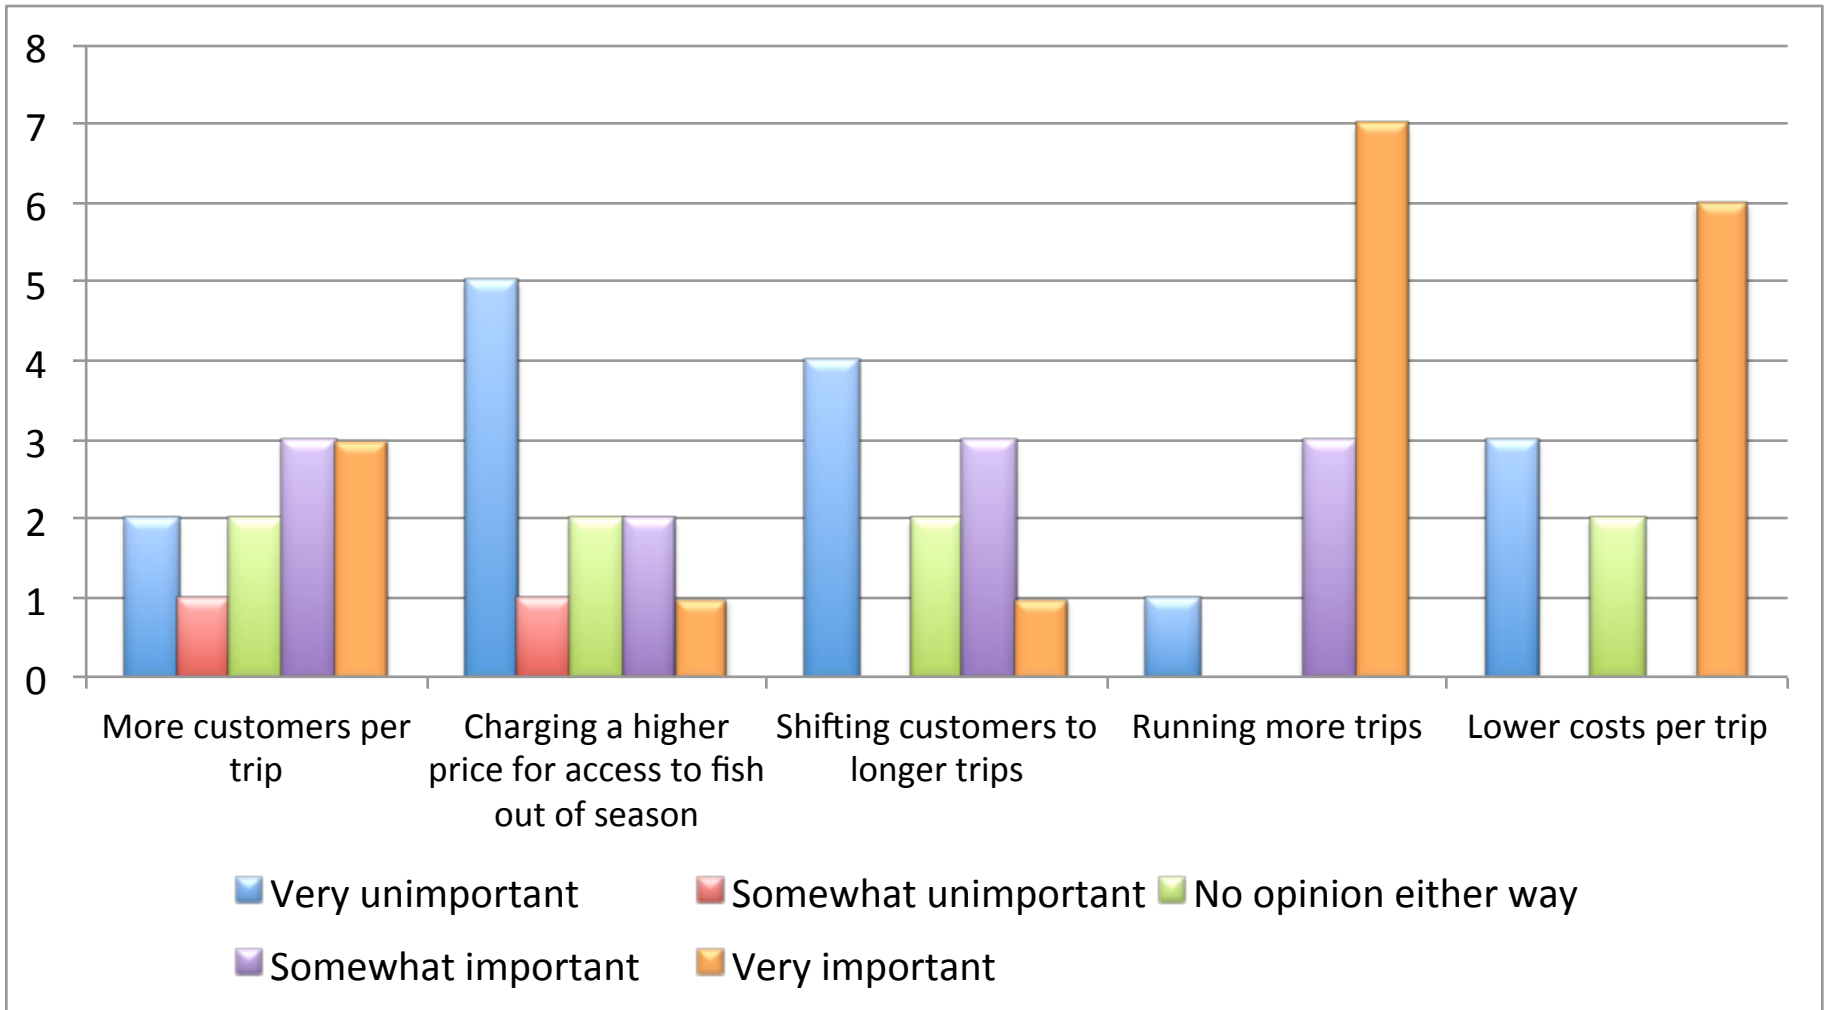 8
7
6
5
4
3
2
1
0
More customers per
trip
Charging a higher
price for access to fish
out of season
Shifting customers to
longer trips
Running more trips
Lower costs per trip
Very unimportant
Somewhat unimportant
No opinion either way
Somewhat important
Very important